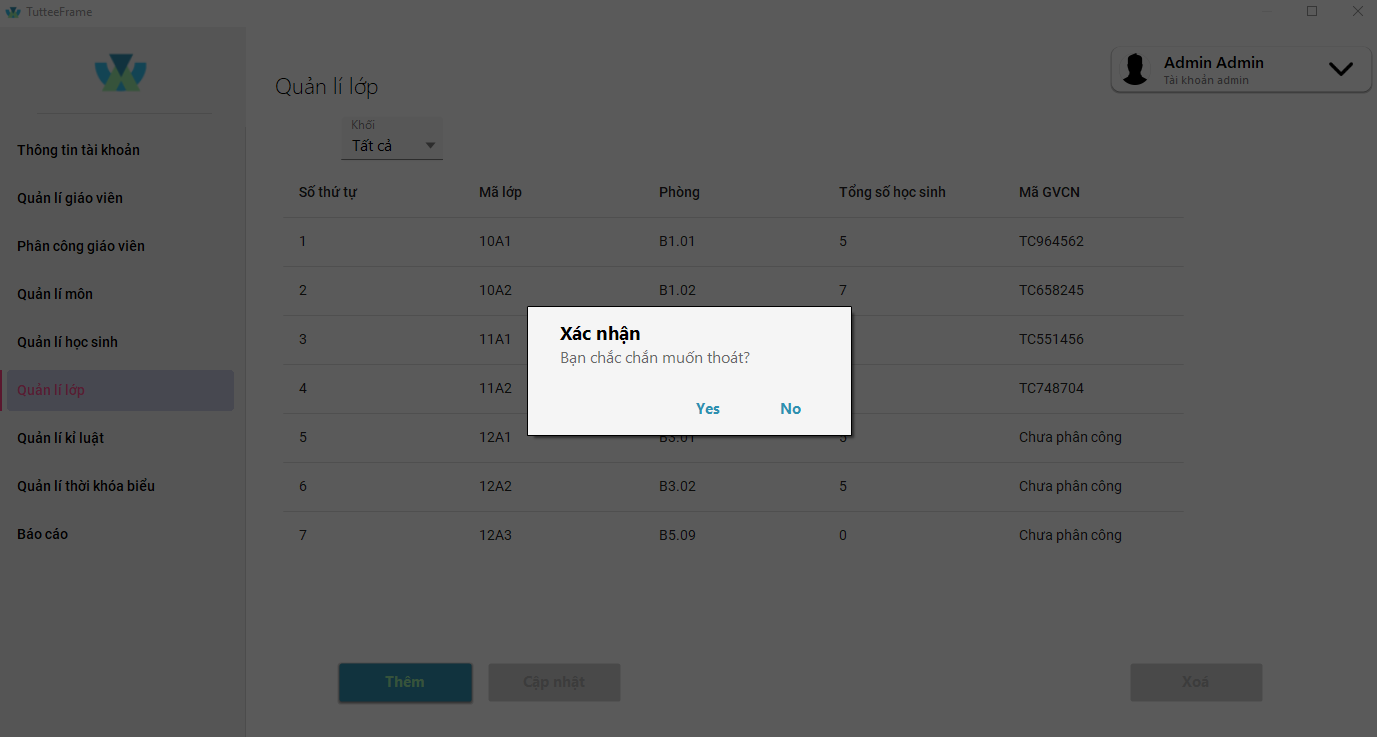 TutteeFrame
Admin Admin
Tài khoản admin
Quản lí lớp
Khối
Tất cả
Thông tin tài khoản
Quản lí giáo viên
Phân công giáo viên
Quản lí môn
Quản lí học sinh
Quản lí lớp
Quản lí kỉ luật
Quản lí thời khóa biểu
Báo cáo
Số thứ tự Mã lớp Phòng Tổng số học sinh Mã GVCN
1 10A1 B1.01 5 TC964562
2 10A2 B1.02 7 TC658245
3 11A1 TC551456
4 11A2 TC748704
5 12A1 B3.01 5 Chưa phân công
6 12A2 B3.02 5 Chưa phân công
7 12A3 B5.09 0 Chưa phân công
Xác nhận
Bạn chắc chắn muốn thoát?
Yes No
Thêm Cập nhật Xoá